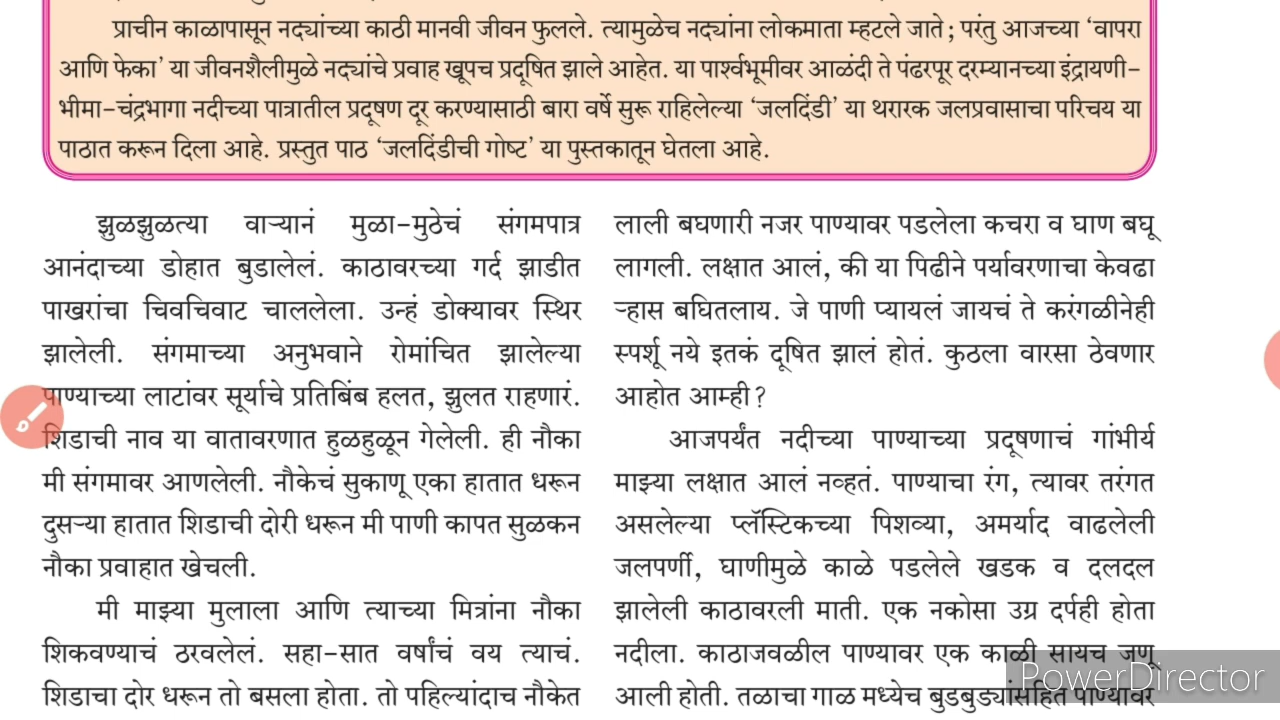 प्राचीन काळापासून नद्यांच्या काठी मानवी जीवन फुलले. त्यामुळेच नद्यांना लोकमाता म्हटले जाते; परंतु आजच्या ‘वापरा
आणि फेका’ या जीवनशैलीमुळे नद्यांचे प्रवाह खूपच प्रदूषित झाले आहेत. या पार्श्वभूमीवर आळंदी ते पंढरपूर दरम्यानच्या इंद्रायणी-
भीमा-चंद्रभागा नदीच्या पात्रातील प्रदूषण दूर करण्यासाठी बारा वर्षे सुरू राहिलेल्या ‘जलदिंडी’ या थरारक जलप्रवासाचा परिचय या
पाठात करून दिला आहे. प्रस्तुत पाठ ‘जलदिंडीची गोष्ट’ या पुस्तकातून घेतला आहे.
झुळझुळत्या वाऱ्यानं मुळा-मुठेचं संगमपात्र
आनंदाच्या डोहात बुडालेलं. काठावरच्या गर्द झाडीत
पाखरांचा चिवचिवाट चाललेला. उन्हं डोक्यावर स्थिर
झालेली. संगमाच्या अनुभवाने रोमांचित झालेल्या
पाण्याच्या लाटांवर सूर्याचे प्रतिबिंब हलत, झुलत राहणारं.
शिडाची नाव या वातावरणात हुळहुळून गेलेली. ही नौका
मी संगमावर आणलेली. नौकेचं सुकाणू एका हातात धरून
दुसऱ्या हातात शिडाची दोरी धरून मी पाणी कापत सुळकन
नौका प्रवाहात खेचली.
मी माझ्या मुलाला आणि त्याच्या मित्रांना नौका
शिकवण्याचं ठरवलेलं. सहा-सात वर्षांचं वय त्याचं.
शिडाचा दोर धरून तो बसला होता. तो पहिल्यांदाच नौकेत
लाली बघणारी नजर पाण्यावर पडलेला कचरा व घाण बघू
लागली. लक्षात आलं, की या पिढीने पर्यावरणाचा केवढा
ऱ्हास बघितलाय. जे पाणी प्यायलं जायचं ते करंगळीनेही
स्पर्शू नये इतकं दूषित झालं होतं. कुठला वारसा ठेवणार
आहोत आम्ही?
आजपर्यंत नदीच्या पाण्याच्या प्रदूषणाचं गांभीर्य
माझ्या लक्षात आलं नव्हतं. पाण्याचा रंग, त्यावर तरंगत
असलेल्या प्लॅस्टिकच्या पिशव्या, अमर्याद वाढलेली
जलपर्णी, घाणीमुळे काळे पडलेले खडक व दलदल
झालेली काठावरली माती. एक नकोसा उग्र दर्पही होता
नदीला. काठाजवळील पाण्यावर एक काळी सायच जणू
आली होती. तळाचा गाळ मध्येच बुडबुड्यांसहित पाण्यावर
PowerDirector